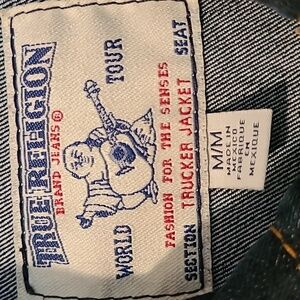 TRUE RELIGION
BRAND JEANS®
WORLD TOUR
FASHION FOR THE SENSES
SECTION TRUCKER JACKET SEAT
M/M
MADE IN
MEXICO
FABRIQUE
EN
MEXIQUE